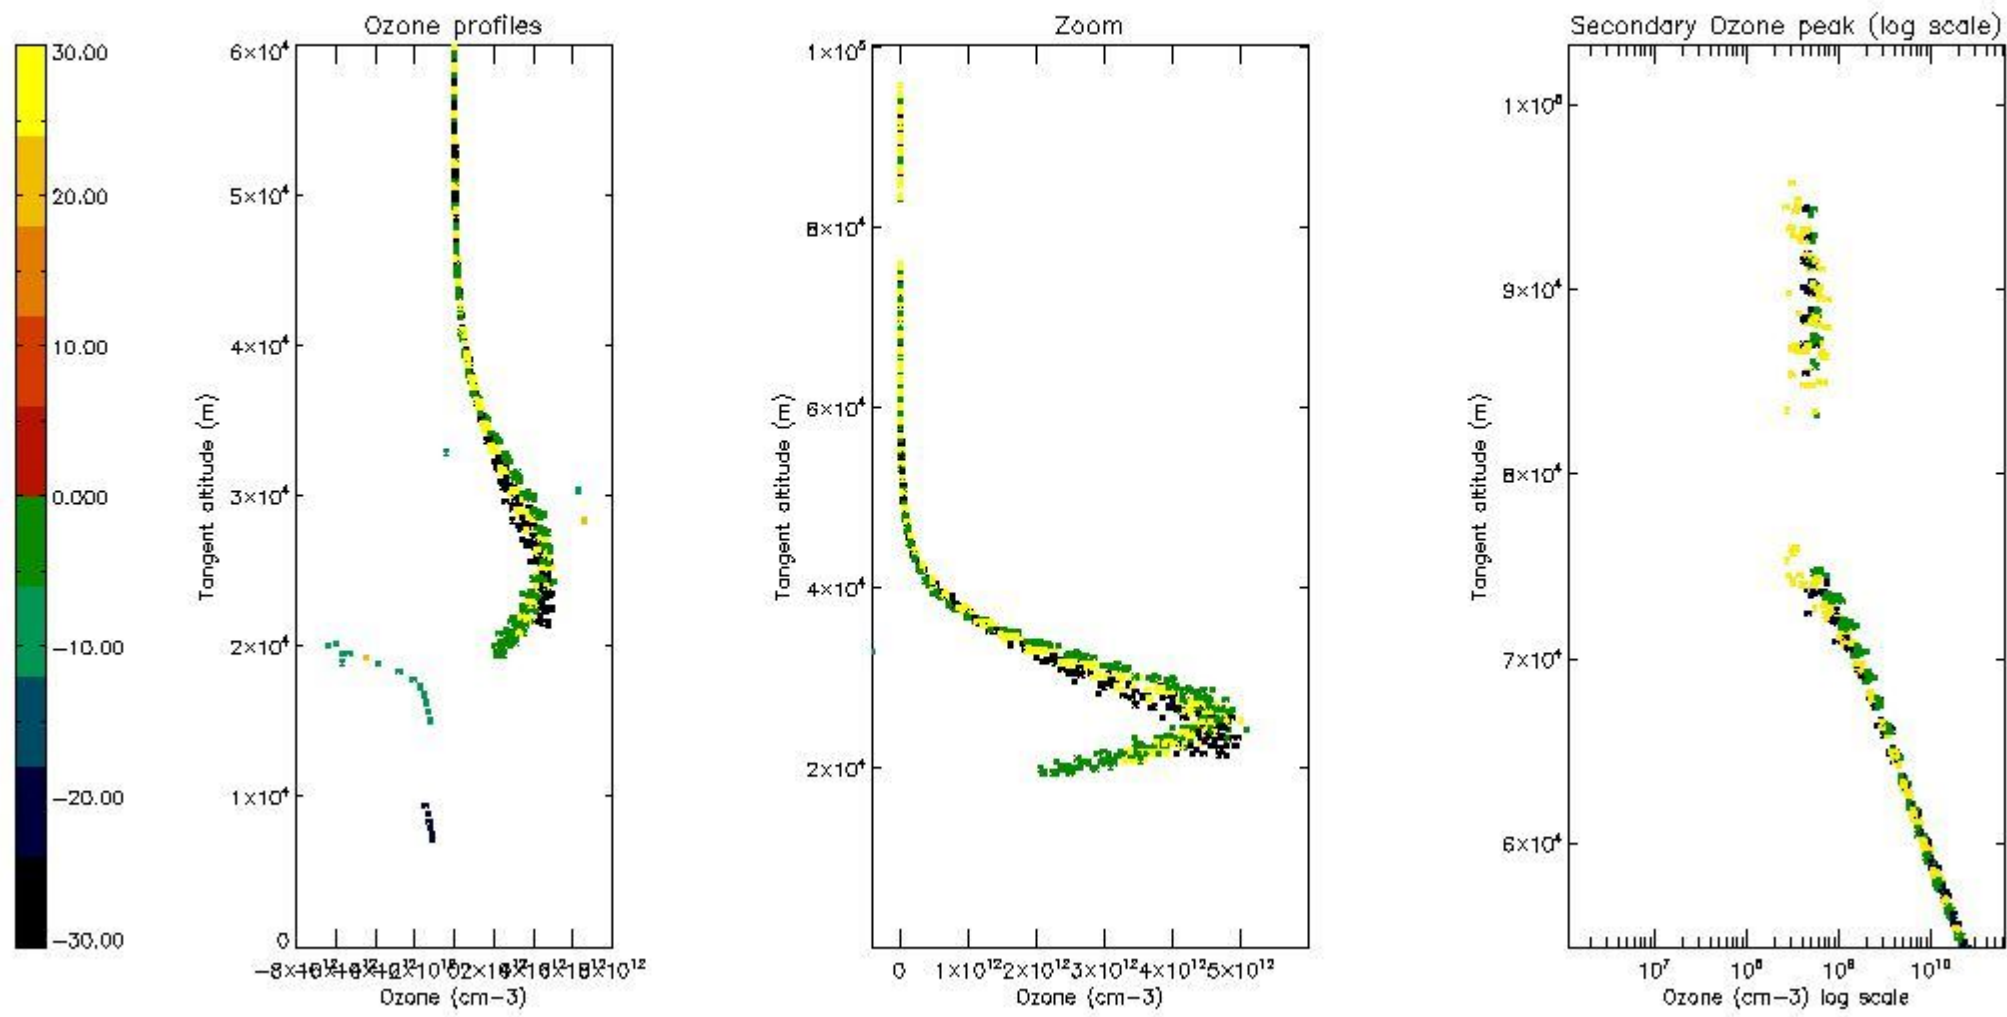 Ozone profiles
Zoom
Secondary Ozone peak (log scale)
30.00
20.00
10.00
0.000
−10.00
−20.00
−30.00
6×10⁴
5×10⁴
4×10⁴
3×10⁴
2×10⁴
1×10⁴
0
Tangent altitude (m)
Ozone (cm−3)
1×10⁵
8×10⁴
6×10⁴
4×10⁴
2×10⁴
Tangent altitude (m)
0 1×10¹² 2×10¹² 3×10¹² 4×10¹² 5×10¹²
Ozone (cm−3)
9×10⁴
8×10⁴
7×10⁴
6×10⁴
Tangent altitude (m)
10⁷ 10⁸ 10⁹ 10¹⁰
Ozone (cm−3) log scale